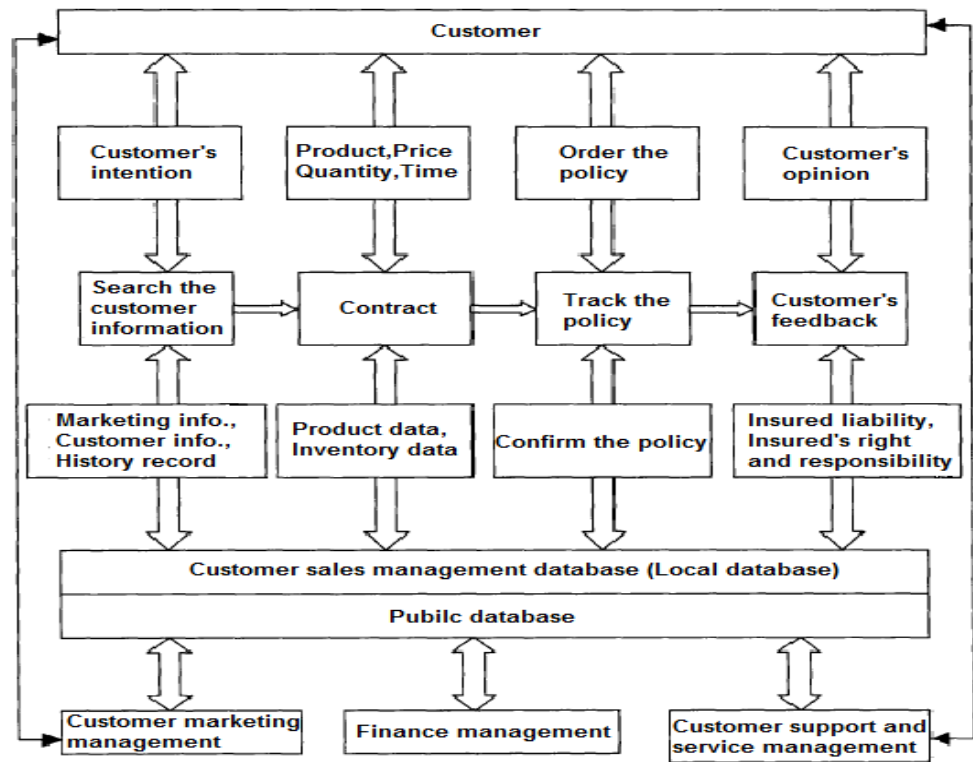 Customer
Customer's
intention
Product,Price
Quantity,Time
Order the
policy
Customer's
opinion
Search the
customer
information
Contract
Track the
policy
Customer's
feedback
Marketing info.,
Customer info.,
History record
Product data,
Inventory data
Confirm the policy
Insured liability,
Insured's right
and responsibility
Customer sales management database (Local database)
Pubilc database
Customer marketing
management
Finance management
Customer support and
service management